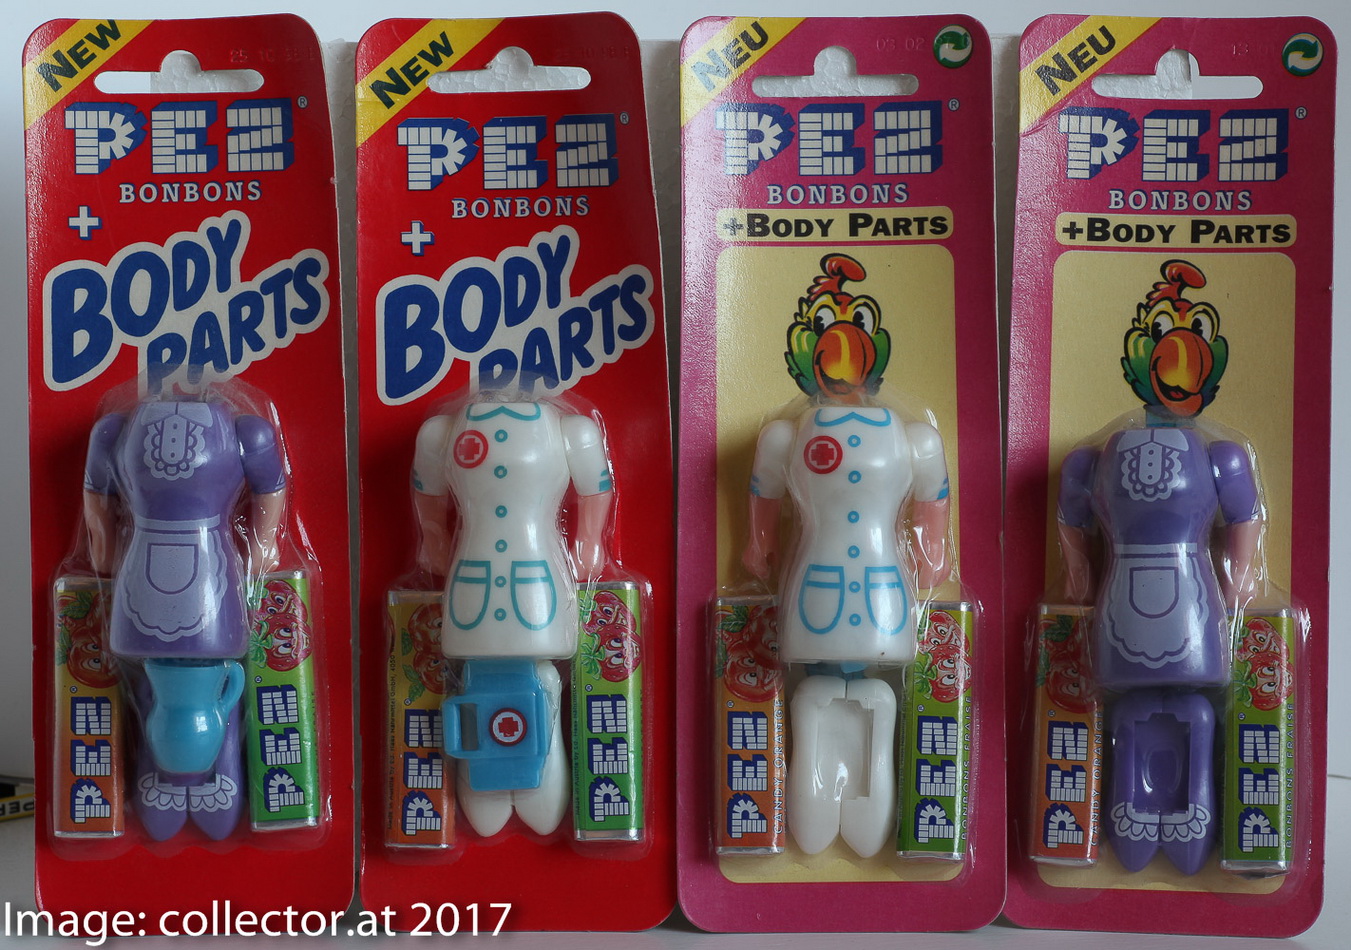 NEW
PEZ®
BONBONS
+
BODY
PARTS
PEZ
PEZ
NEW
PEZ®
BONBONS
+
BODY
PARTS
PEZ
PEZ
NEU
PEZ®
BONBONS
+BODY PARTS
PEZ
CANDY ORANGE
PEZ
BONBONS FRAISE
NEU
PEZ®
BONBONS
+BODY PARTS
PEZ
CANDY ORANGE
PEZ
BONBONS FRAISE
Image: collector.at 2017